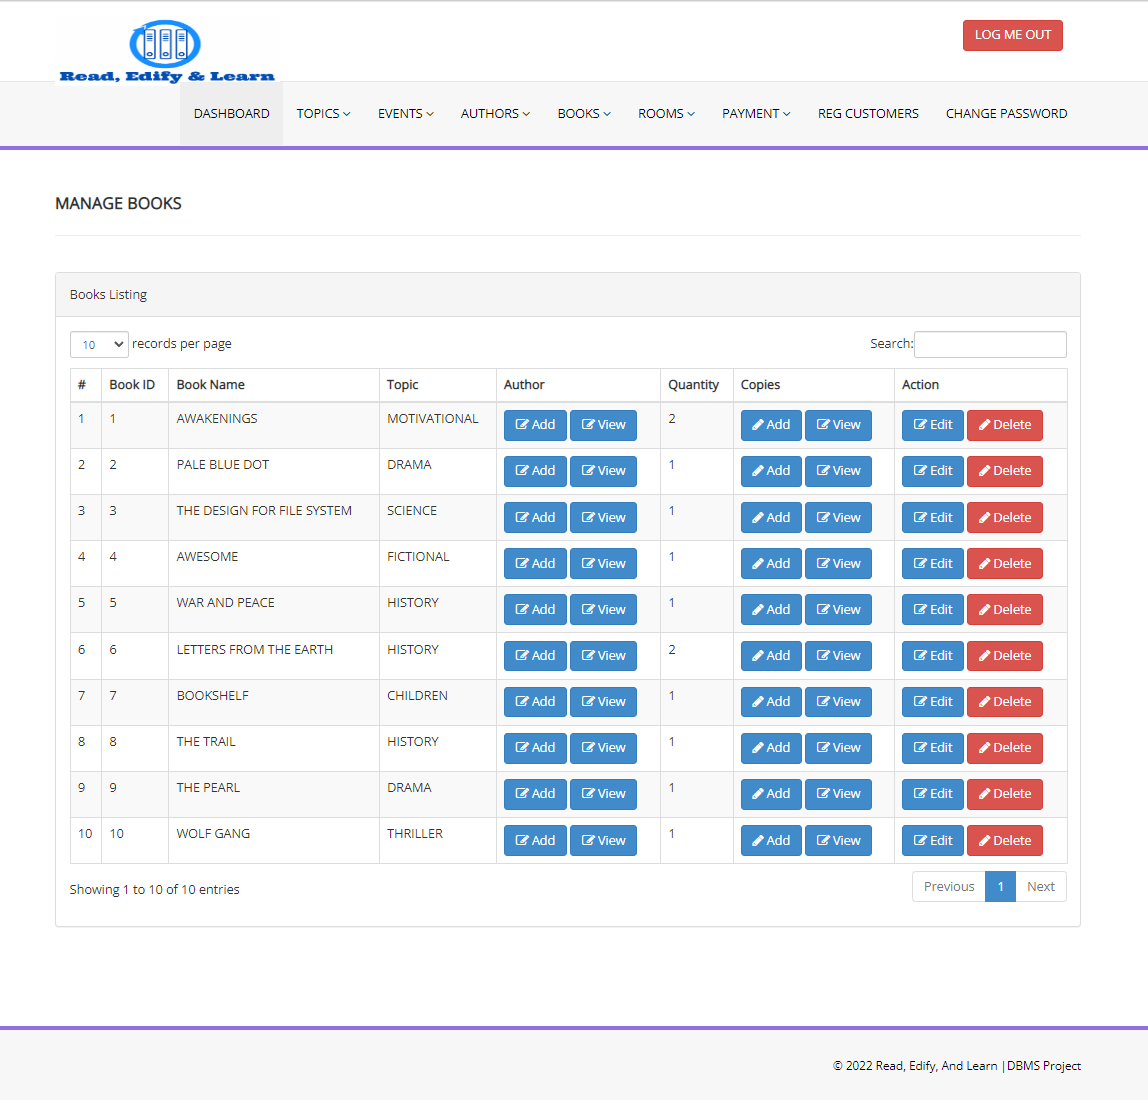 Read, Edify & Learn
LOG ME OUT
DASHBOARD TOPICS EVENTS AUTHORS BOOKS ROOMS PAYMENT REG CUSTOMERS CHANGE PASSWORD
MANAGE BOOKS
Books Listing
10 records per page Search:
# Book ID Book Name Topic Author Quantity Copies Action
1 1 AWAKENINGS MOTIVATIONAL Add View 2 Add View Edit Delete
2 2 PALE BLUE DOT DRAMA Add View 1 Add View Edit Delete
3 3 THE DESIGN FOR FILE SYSTEM SCIENCE Add View 1 Add View Edit Delete
4 4 AWESOME FICTIONAL Add View 1 Add View Edit Delete
5 5 WAR AND PEACE HISTORY Add View 1 Add View Edit Delete
6 6 LETTERS FROM THE EARTH HISTORY Add View 2 Add View Edit Delete
7 7 BOOKSHELF CHILDREN Add View 1 Add View Edit Delete
8 8 THE TRAIL HISTORY Add View 1 Add View Edit Delete
9 9 THE PEARL DRAMA Add View 1 Add View Edit Delete
10 10 WOLF GANG THRILLER Add View 1 Add View Edit Delete
Showing 1 to 10 of 10 entries Previous 1 Next
© 2022 Read, Edify, And Learn |DBMS Project